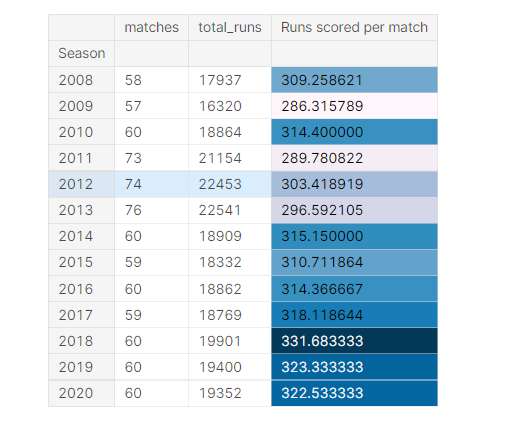 matches total_runs Runs scored per match
Season
2008 58 17937 309.258621
2009 57 16320 286.315789
2010 60 18864 314.400000
2011 73 21154 289.780822
2012 74 22453 303.418919
2013 76 22541 296.592105
2014 60 18909 315.150000
2015 59 18332 310.711864
2016 60 18862 314.366667
2017 59 18769 318.118644
2018 60 19901 331.683333
2019 60 19400 323.333333
2020 60 19352 322.533333